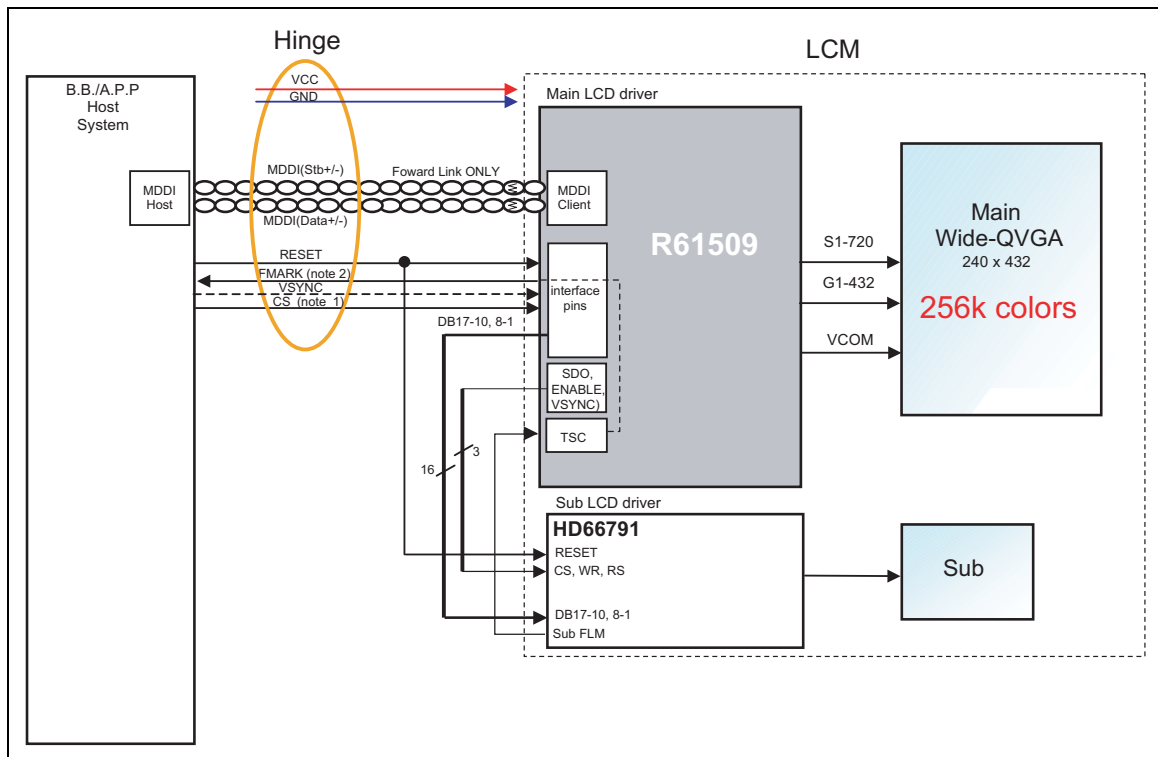 Hinge
LCM
B.B./A.P.P
Host
System
VCC
GND
Main LCD driver
MDDI(Stb+/-)
Foward Link ONLY
MDDI
Host
MDDI
Client
MDDI(Data+/-)
R61509
Main
Wide-QVGA
240 x 432
256k colors
S1-720
G1-432
VCOM
RESET
FMARK (note 2)
VSYNC
CS (note 1)
interface
pins
DB17-10, 8-1
SDO,
ENABLE,
VSYNC)
TSC
16
3
Sub LCD driver
HD66791
RESET
CS, WR, RS
DB17-10, 8-1
Sub FLM
Sub